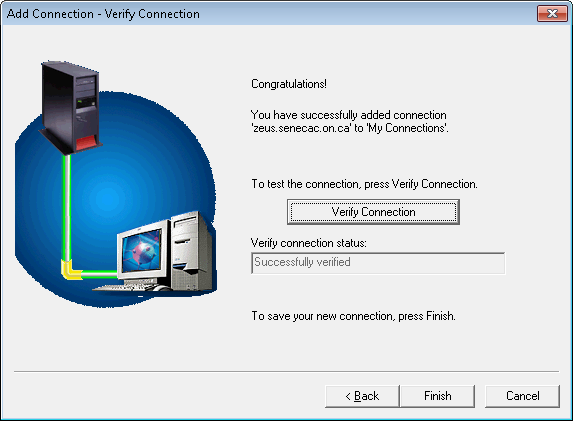 Add Connection - Verify Connection
Congratulations!
You have successfully added connection
'zeus.senecac.on.ca' to 'My Connections'.
To test the connection, press Verify Connection.
Verify Connection
Verify connection status:
Successfully verified
To save your new connection, press Finish.
< Back
Finish
Cancel